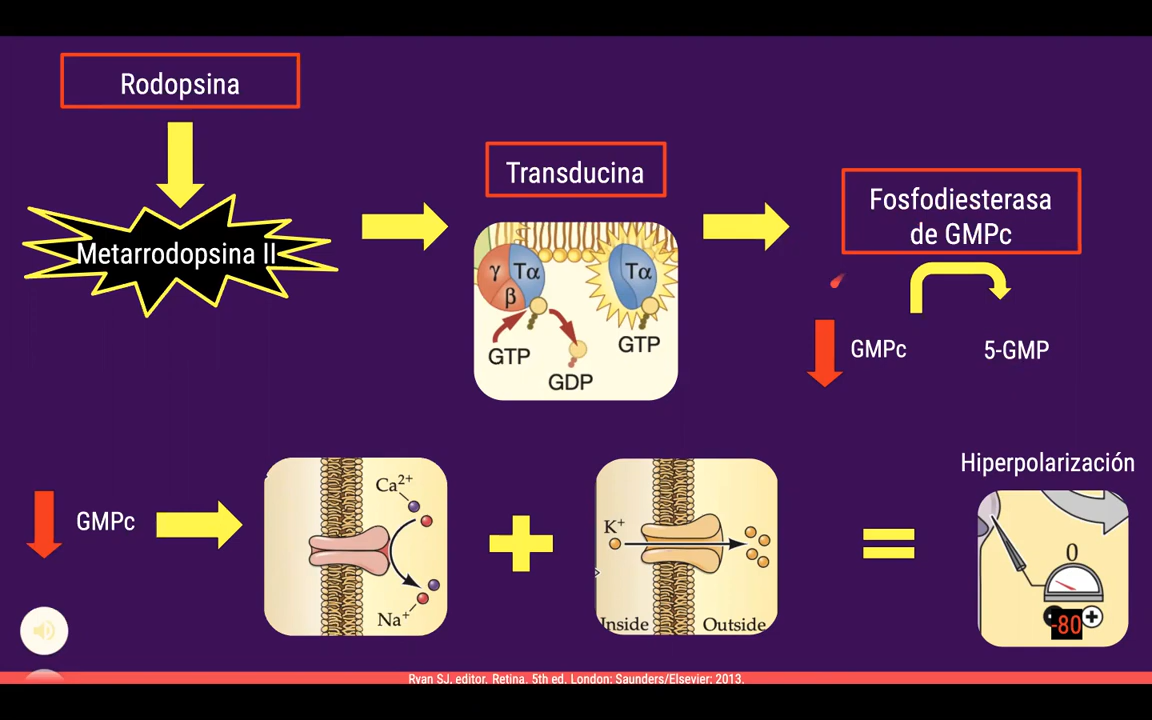 Rodopsina
Metarrodopsina II
Transducina
γ
Tα
β
GTP
GDP
Tα
GTP
Fosfodiesterasa
de GMPc
GMPc
5-GMP
GMPc
Ca²⁺
Na⁺
K⁺
Inside
Outside
Hiperpolarización
0
-80
+
Ryan SJ, editor. Retina. 5th ed. London: Saunders/Elsevier; 2013.